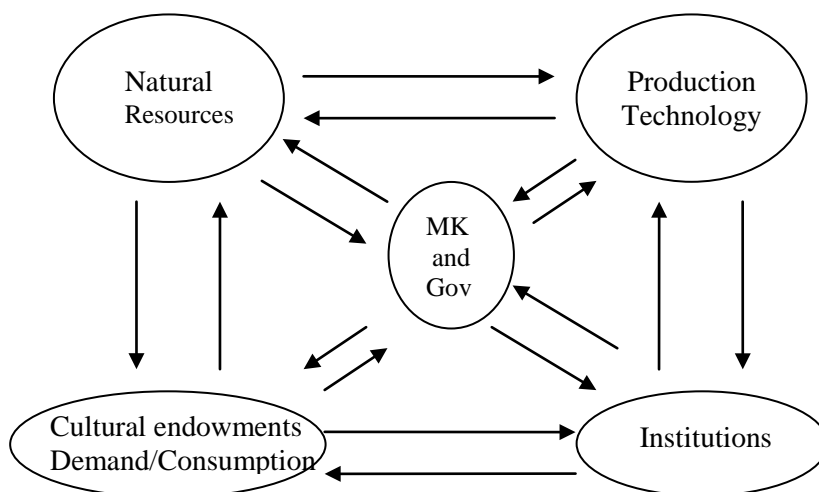 Natural
Resources
Production
Technology
MK
and
Gov
Cultural endowments
Demand/Consumption
Institutions